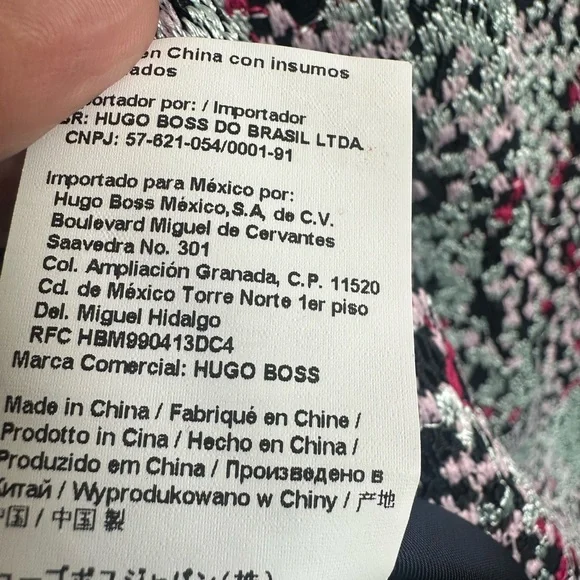 en China con insumos
Importador
BR: HUGO BOSS DO BRASIL LTDA
CNPJ: 57-621-054/0001-91
Importado para México por:
Hugo Boss México,S.A, de C.V.
Boulevard Miguel de Cervantes
Saavedra No. 301
Col. Ampliación Granada, C.P. 11520
Cd. de México Torre Norte 1er piso
Del. Miguel Hidalgo
RFC HBM990413DC4
Marca Comercial: HUGO BOSS
Made in China / Fabriqué en Chine /
Prodotto in Cina / Hecho en China /
Produzido em China / Произведено в
Китай / Wyprodukowano w Chiny / 产地
中国 / 中国 製